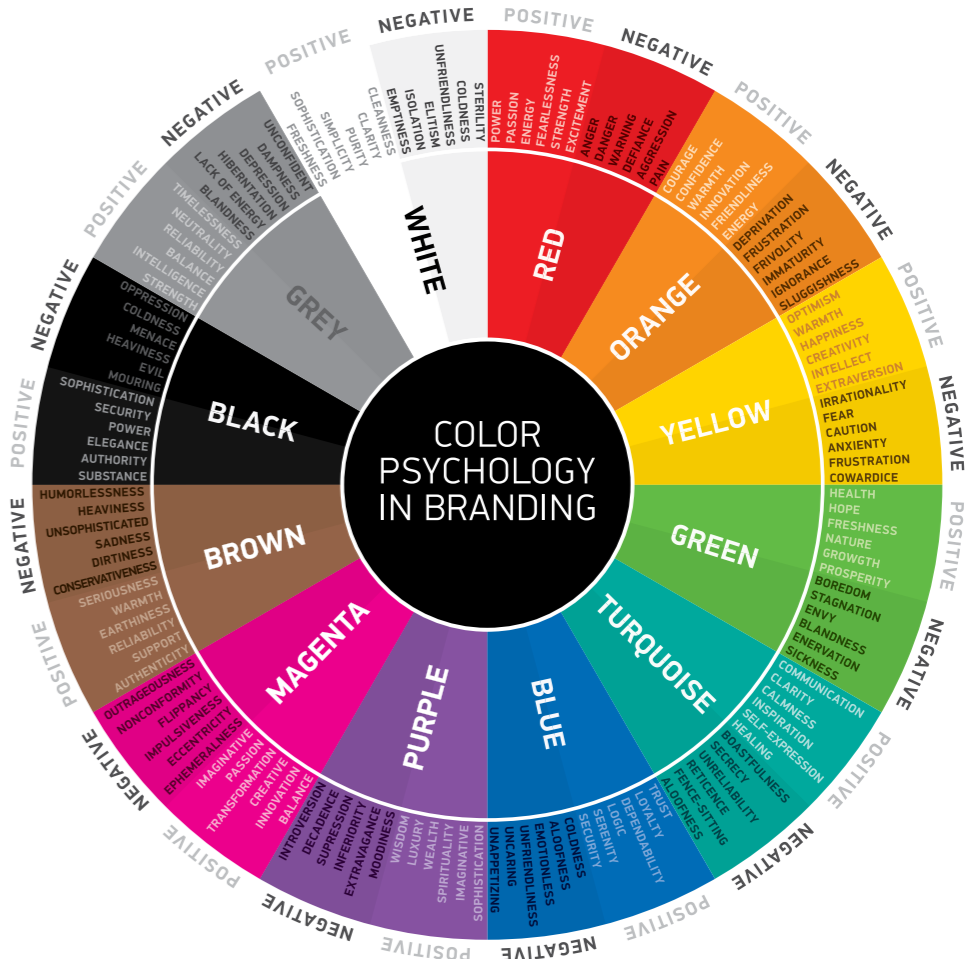 COLOR
PSYCHOLOGY
IN BRANDING
RED
POSITIVE
POWER
PASSION
ENERGY
FEARLESSNESS
STRENGTH
EXCITEMENT
NEGATIVE
ANGER
DANGER
WARNING
DEFIANCE
AGGRESSION
PAIN
ORANGE
POSITIVE
COURAGE
CONFIDENCE
WARMTH
INNOVATION
FRIENDLINESS
ENERGY
NEGATIVE
DEPRIVATION
FRUSTRATION
FRIVOLITY
IMMATURITY
IGNORANCE
SLUGGISHNESS
YELLOW
POSITIVE
OPTIMISM
WARMTH
HAPPINESS
CREATIVITY
INTELLECT
EXTRAVERSION
NEGATIVE
IRRATIONALITY
FEAR
CAUTION
ANXIENTY
FRUSTRATION
COWARDICE
GREEN
POSITIVE
HEALTH
HOPE
FRESHNESS
NATURE
GROWGTH
PROSPERITY
NEGATIVE
BOREDOM
STAGNATION
ENVY
BLANDNESS
ENERVATION
SICKNESS
TURQUOISE
POSITIVE
COMMUNICATION
CLARITY
CALMNESS
INSPIRATION
SELF-EXPRESSION
HEALING
NEGATIVE
BOASTFULNESS
SECRECY
UNRELIABILITY
RETICENCE
FENCE-SITTING
ALOOFNESS
BLUE
POSITIVE
TRUST
LOYALTY
DEPENDABILITY
LOGIC
SERENITY
SECURITY
NEGATIVE
COLDNESS
ALOOFNESS
EMOTIONLESS
UNFRIENDLINESS
UNCARING
UNAPPETIZING
PURPLE
POSITIVE
WISDOM
LUXURY
WEALTH
SPIRITUALITY
IMAGINATIVE
SOPHISTICATION
NEGATIVE
INTROVERSION
DECADENCE
SUPRESSION
INFERIORITY
EXTRAVAGANCE
MOODINESS
MAGENTA
POSITIVE
IMAGINATIVE
PASSION
TRANSFORMATION
CREATIVE
INNOVATION
BALANCE
NEGATIVE
OUTRAGEOUSNESS
NONCONFORMITY
FLIPPANCY
IMPULSIVENESS
ECCENTRICITY
EPHEMERALNESS
BROWN
NEGATIVE
HUMORLESSNESS
HEAVINESS
UNSOPHISTICATED
SADNESS
DIRTINESS
CONSERVATIVENESS
POSITIVE
SERIOUSNESS
WARMTH
EARTHINESS
RELIABILITY
SUPPORT
AUTHENTICITY
BLACK
NEGATIVE
OPPRESSION
COLDNESS
MENACE
HEAVINESS
EVIL
MOURING
POSITIVE
SOPHISTICATION
SECURITY
POWER
ELEGANCE
AUTHORITY
SUBSTANCE
GREY
NEGATIVE
UNCONFIDENT
DAMPNESS
DEPRESSION
HIBERNTATION
LACK OF ENERGY
BLANDNESS
POSITIVE
TIMELESSNESS
NEUTRALITY
RELIABILITY
BALANCE
INTELLIGENCE
STRENGTH
WHITE
POSITIVE
FRESHNESS
SOPHISTICATION
SIMPLICITY
PURITY
CLARITY
CLEANNESS
NEGATIVE
EMPTINESS
ISOLATION
ELITISM
UNFRIENDLINESS
COLDNESS
STERILITY